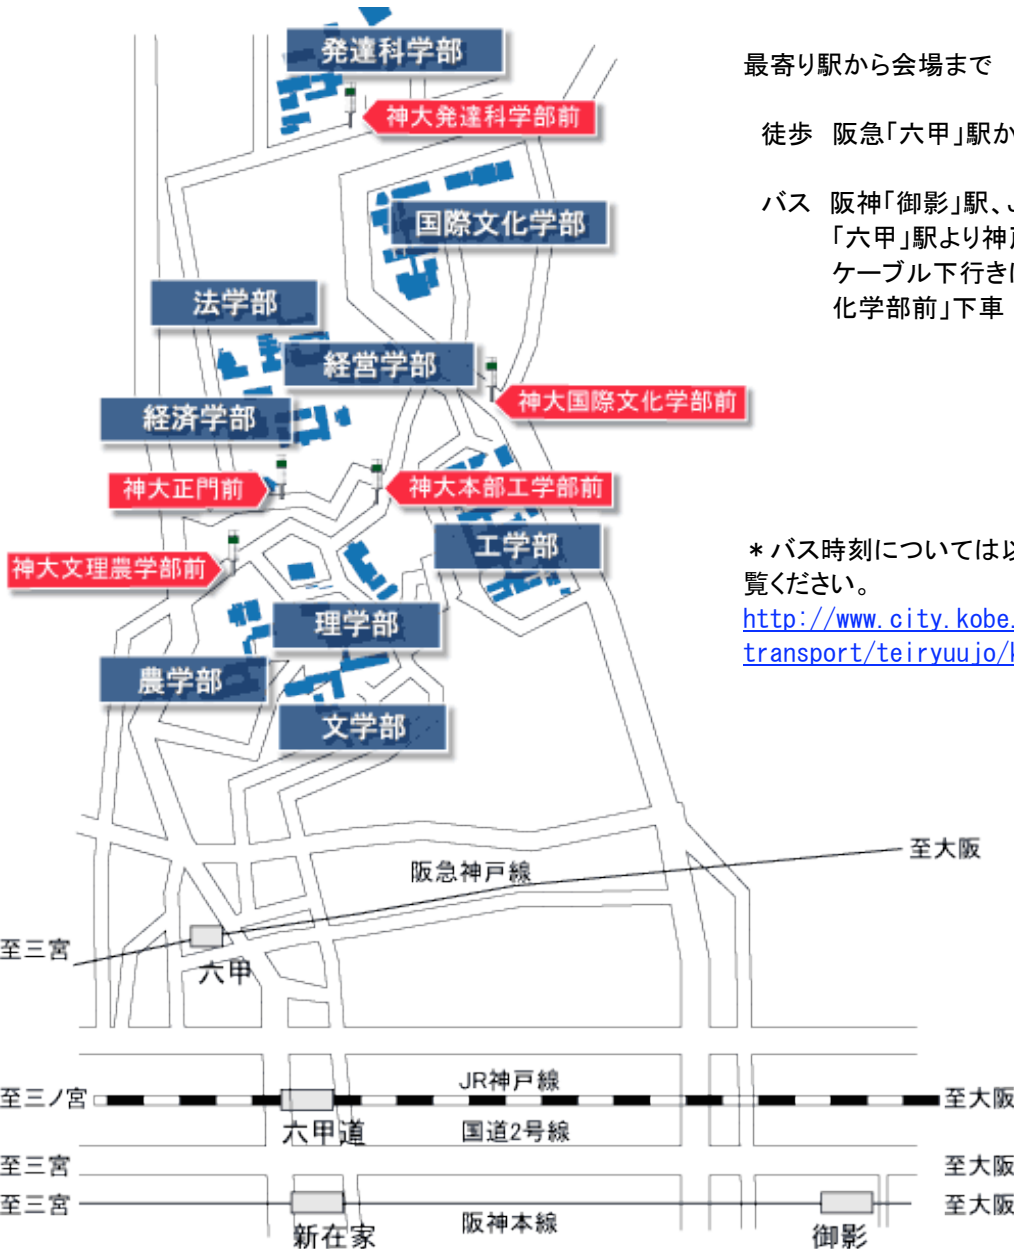 発達科学部
神大発達科学部前
国際文化学部
法学部
経営学部
神大国際文化学部前
経済学部
神大正門前
神大本部工学部前
工学部
神大文理農学部前
理学部
農学部
文学部
最寄り駅から会場まで
徒歩 阪急「六甲」駅か
バス 阪神「御影」駅、J
「六甲」駅より神戸
ケーブル下行きに
化学部前」下車
*バス時刻については以
覧ください。
http://www.city.kobe.
transport/teiryuujo/k
至大阪
阪急神戸線
至三宮
六甲
JR神戸線
至三ノ宮
至大阪
六甲道
国道2号線
至三宮
至大阪
至三宮
至大阪
新在家
阪神本線
御影